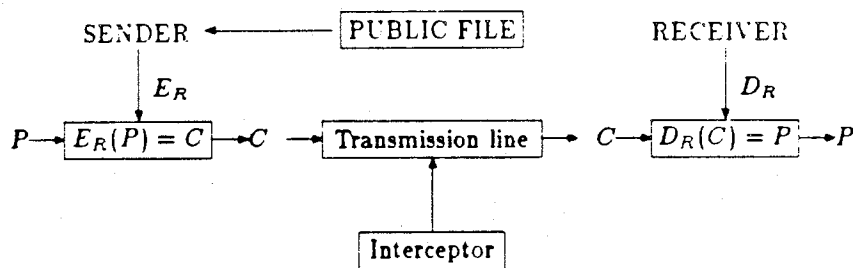 SENDER PUBLIC FILE RECEIVER
E_R D_R
P E_R(P) = C C Transmission line C D_R(C) = P P
Interceptor